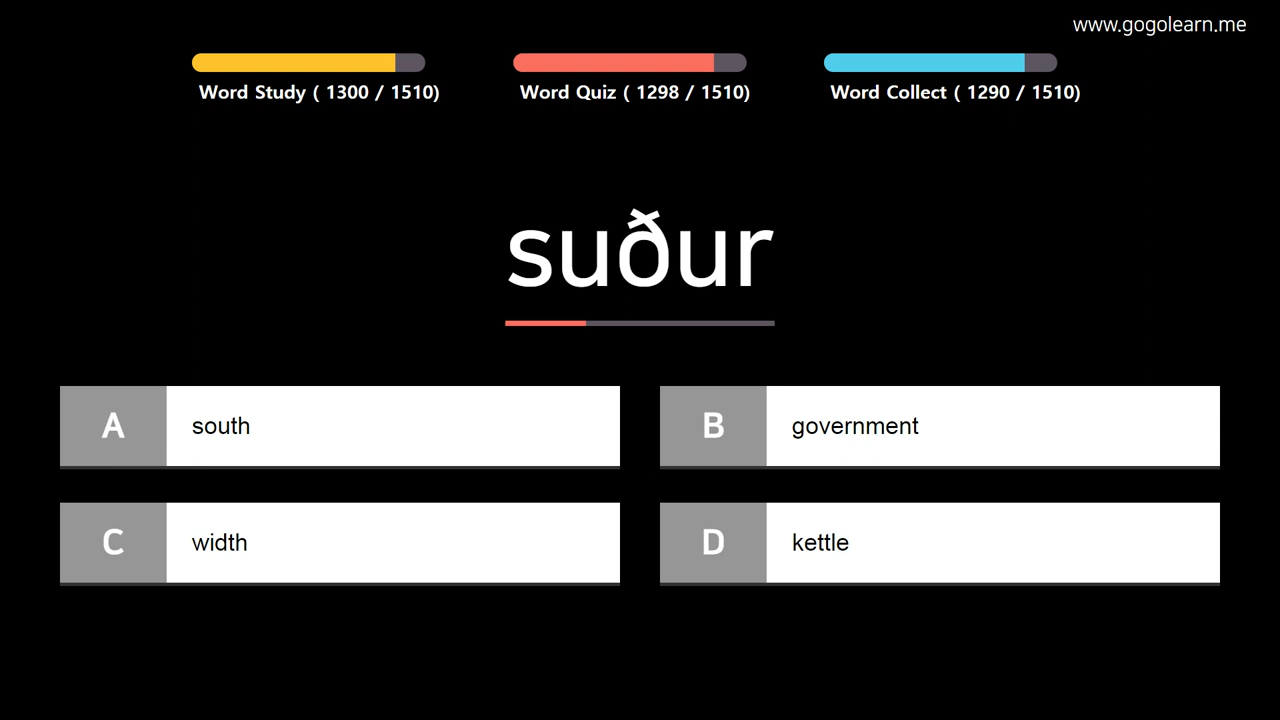 www.gogolearn.me
Word Study ( 1300 / 1510)
Word Quiz ( 1298 / 1510)
Word Collect ( 1290 / 1510)
suður
A south
B government
C width
D kettle